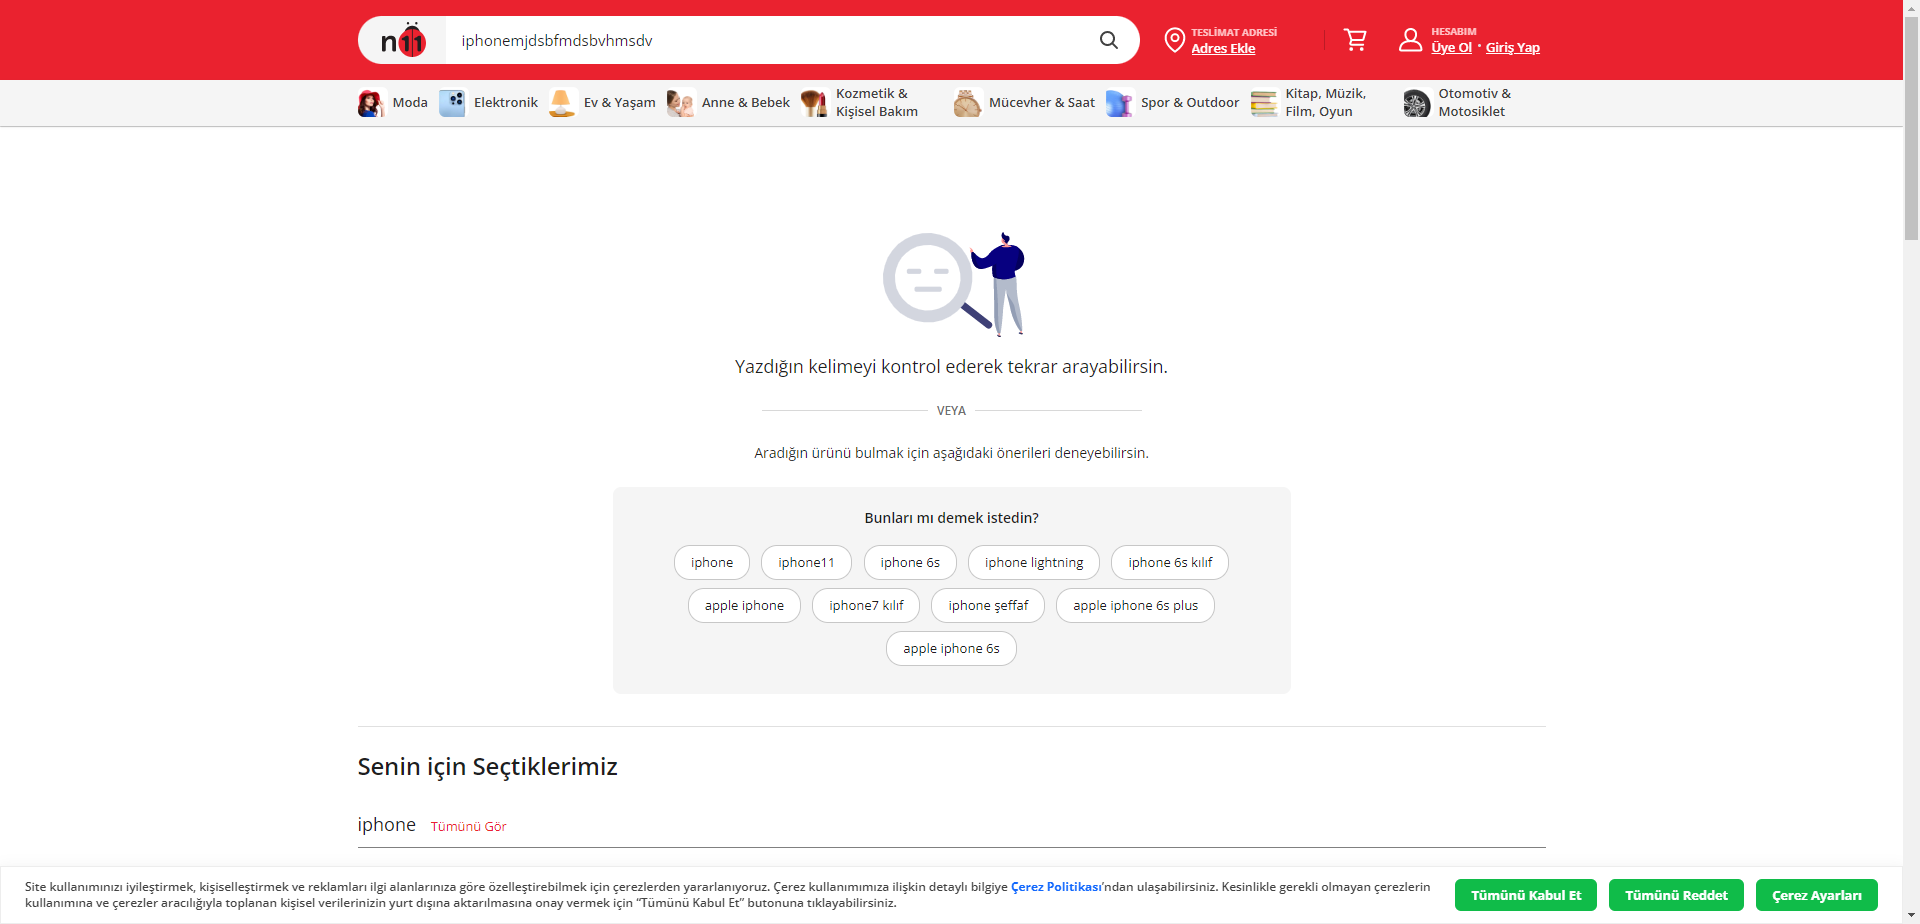 n11
iphonemjdsbfmdsbvhmsdv
TESLİMAT ADRESİ
Adres Ekle
HESABIM
Üye Ol · Giriş Yap
Moda
Elektronik
Ev & Yaşam
Anne & Bebek
Kozmetik &
Kişisel Bakım
Mücevher & Saat
Spor & Outdoor
Kitap, Müzik,
Film, Oyun
Otomotiv &
Motosiklet
Yazdığın kelimeyi kontrol ederek tekrar arayabilirsin.
VEYA
Aradığın ürünü bulmak için aşağıdaki önerileri deneyebilirsin.
Bunları mı demek istedin?
iphone
iphone11
iphone 6s
iphone lightning
iphone 6s kılıf
apple iphone
iphone7 kılıf
iphone şeffaf
apple iphone 6s plus
apple iphone 6s
Senin için Seçtiklerimiz
iphone Tümünü Gör
Site kullanımınızı iyileştirmek, kişiselleştirmek ve reklamları ilgi alanlarınıza göre özelleştirebilmek için çerezlerden yararlanıyoruz. Çerez kullanımımıza ilişkin detaylı bilgiye Çerez Politikası’ndan ulaşabilirsiniz. Kesinlikle gerekli olmayan çerezlerin
kullanımına ve çerezler aracılığıyla toplanan kişisel verilerinizin yurt dışına aktarılmasına onay vermek için “Tümünü Kabul Et” butonuna tıklayabilirsiniz.
Tümünü Kabul Et
Tümünü Reddet
Çerez Ayarları